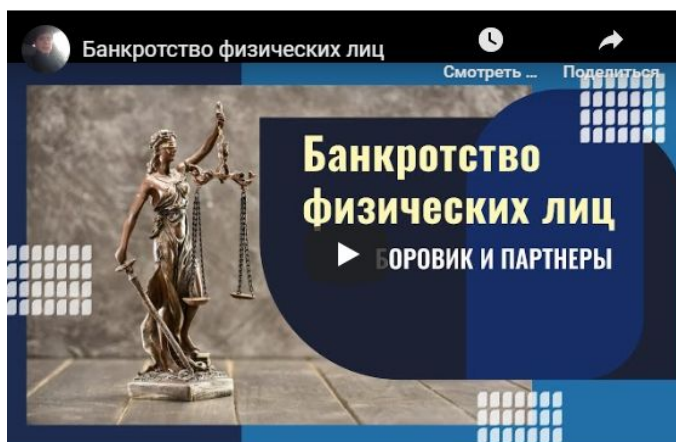 Банкротство физических лиц
Смотреть ...
Поделиться
Банкротство
физических лиц
БОРОВИК И ПАРТНЕРЫ